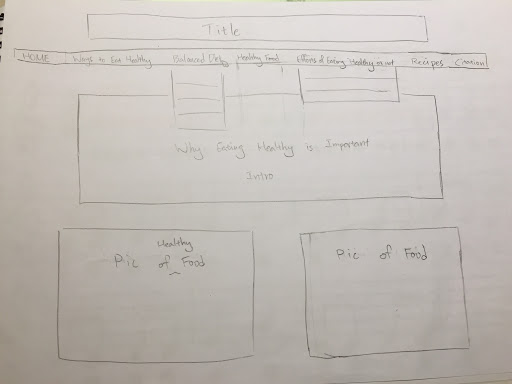 Title
HOME Ways to Eat Healthy Balanced Diet Healthy Food Effects of Eating Healthy or not Recipes Citation
Why Eating Healthy is Important
Intro
Healthy
Pic of Food
Pic of Food